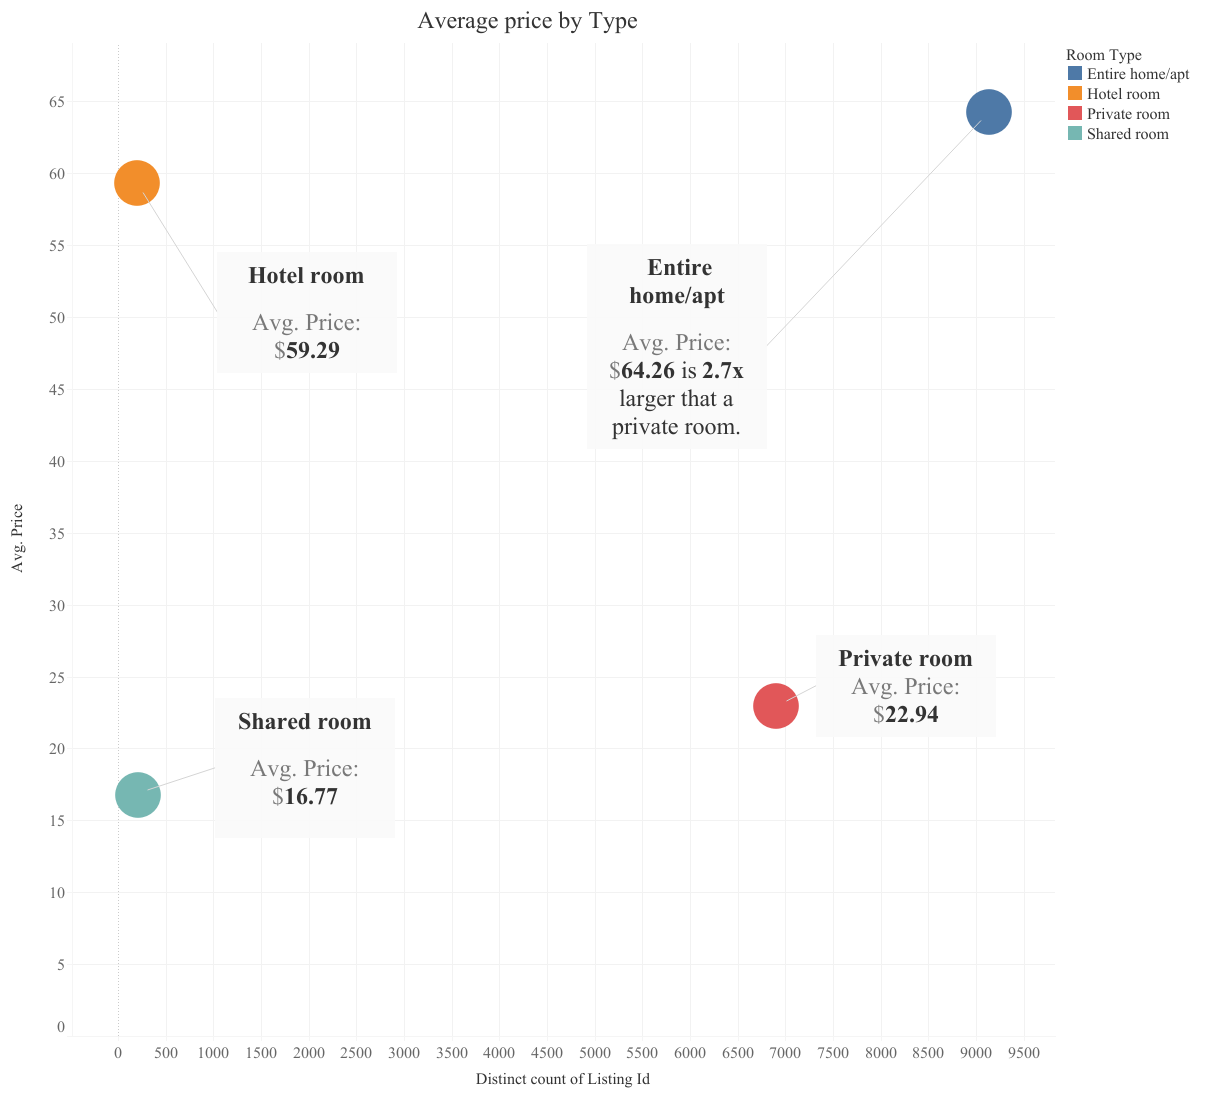 Average price by Type
Room Type
Entire home/apt
Hotel room
Private room
Shared room
Avg. Price
65
60
55
50
45
40
35
30
25
20
15
10
5
0
Hotel room
Avg. Price:
$59.29
Entire
home/apt
Avg. Price:
$64.26 is 2.7x
larger that a
private room.
Private room
Avg. Price:
$22.94
Shared room
Avg. Price:
$16.77
0 500 1000 1500 2000 2500 3000 3500 4000 4500 5000 5500 6000 6500 7000 7500 8000 8500 9000 9500
Distinct count of Listing Id